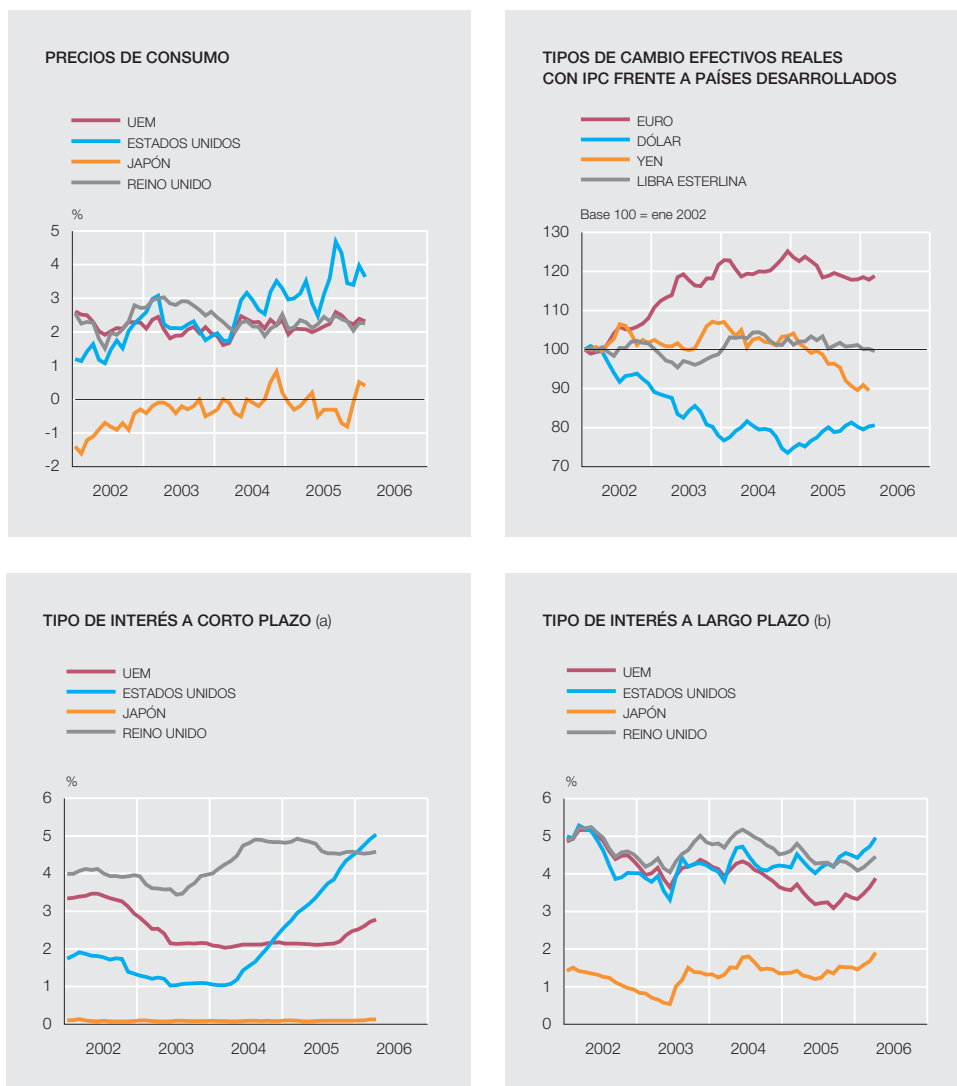 PRECIOS DE CONSUMO
UEM
ESTADOS UNIDOS
JAPÓN
REINO UNIDO
%
5
4
3
2
1
0
-1
-2
2002 2003 2004 2005 2006
TIPOS DE CAMBIO EFECTIVOS REALES
CON IPC FRENTE A PAÍSES DESARROLLADOS
EURO
DÓLAR
YEN
LIBRA ESTERLINA
Base 100 = ene 2002
130
120
110
100
90
80
70
2002 2003 2004 2005 2006
TIPO DE INTERÉS A CORTO PLAZO (a)
UEM
ESTADOS UNIDOS
JAPÓN
REINO UNIDO
%
6
5
4
3
2
1
0
2002 2003 2004 2005 2006
TIPO DE INTERÉS A LARGO PLAZO (b)
UEM
ESTADOS UNIDOS
JAPÓN
REINO UNIDO
%
6
5
4
3
2
1
0
2002 2003 2004 2005 2006